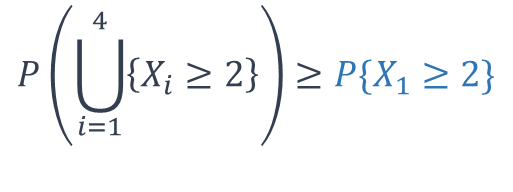 P(⋃_{i=1}^{4}{X_i ≥ 2}) ≥ P{X_1 ≥ 2}